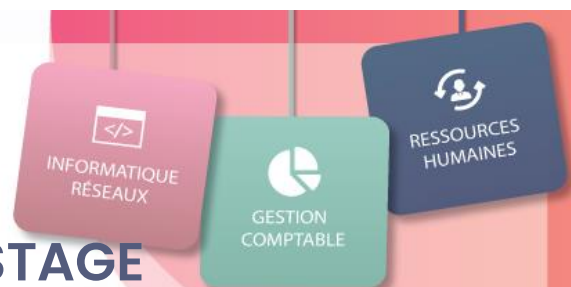 </>
INFORMATIQUE
RÉSEAUX
GESTION
COMPTABLE
RESSOURCES
HUMAINES
STAGE